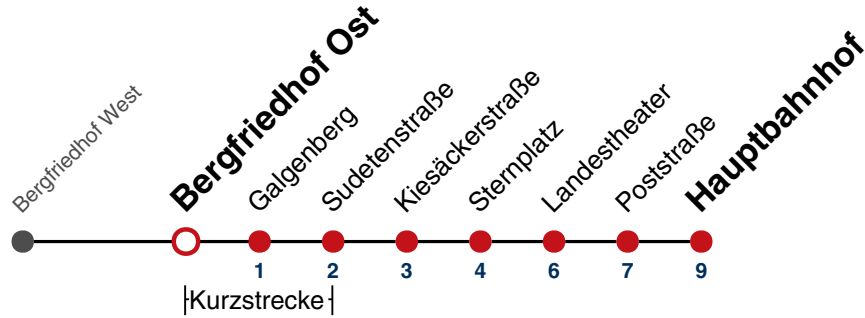 Bergfriedhof West
Bergfriedhof Ost
Galgenberg
Sudetenstraße
Kiesäckerstraße
Sternplatz
Landestheater
Poststraße
Hauptbahnhof
1 2 3 4 6 7 9
Kurzstrecke